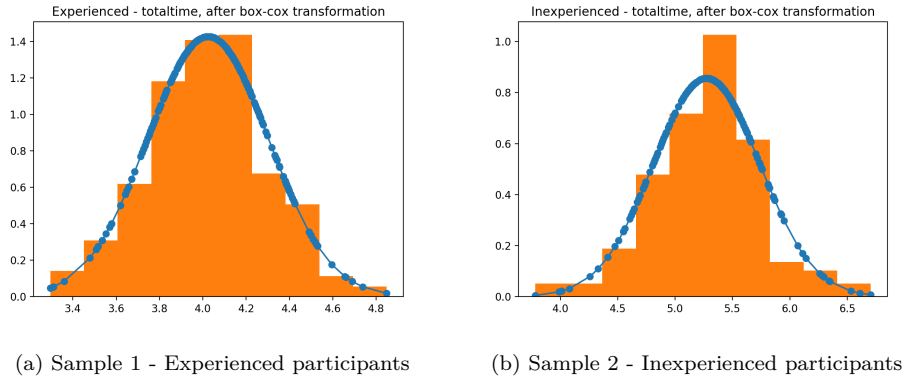 Experienced - totaltime, after box-cox transformation
1.4
1.2
1.0
0.8
0.6
0.4
0.2
0.0
3.4 3.6 3.8 4.0 4.2 4.4 4.6 4.8
(a) Sample 1 - Experienced participants
Inexperienced - totaltime, after box-cox transformation
1.0
0.8
0.6
0.4
0.2
0.0
4.0 4.5 5.0 5.5 6.0 6.5
(b) Sample 2 - Inexperienced participants